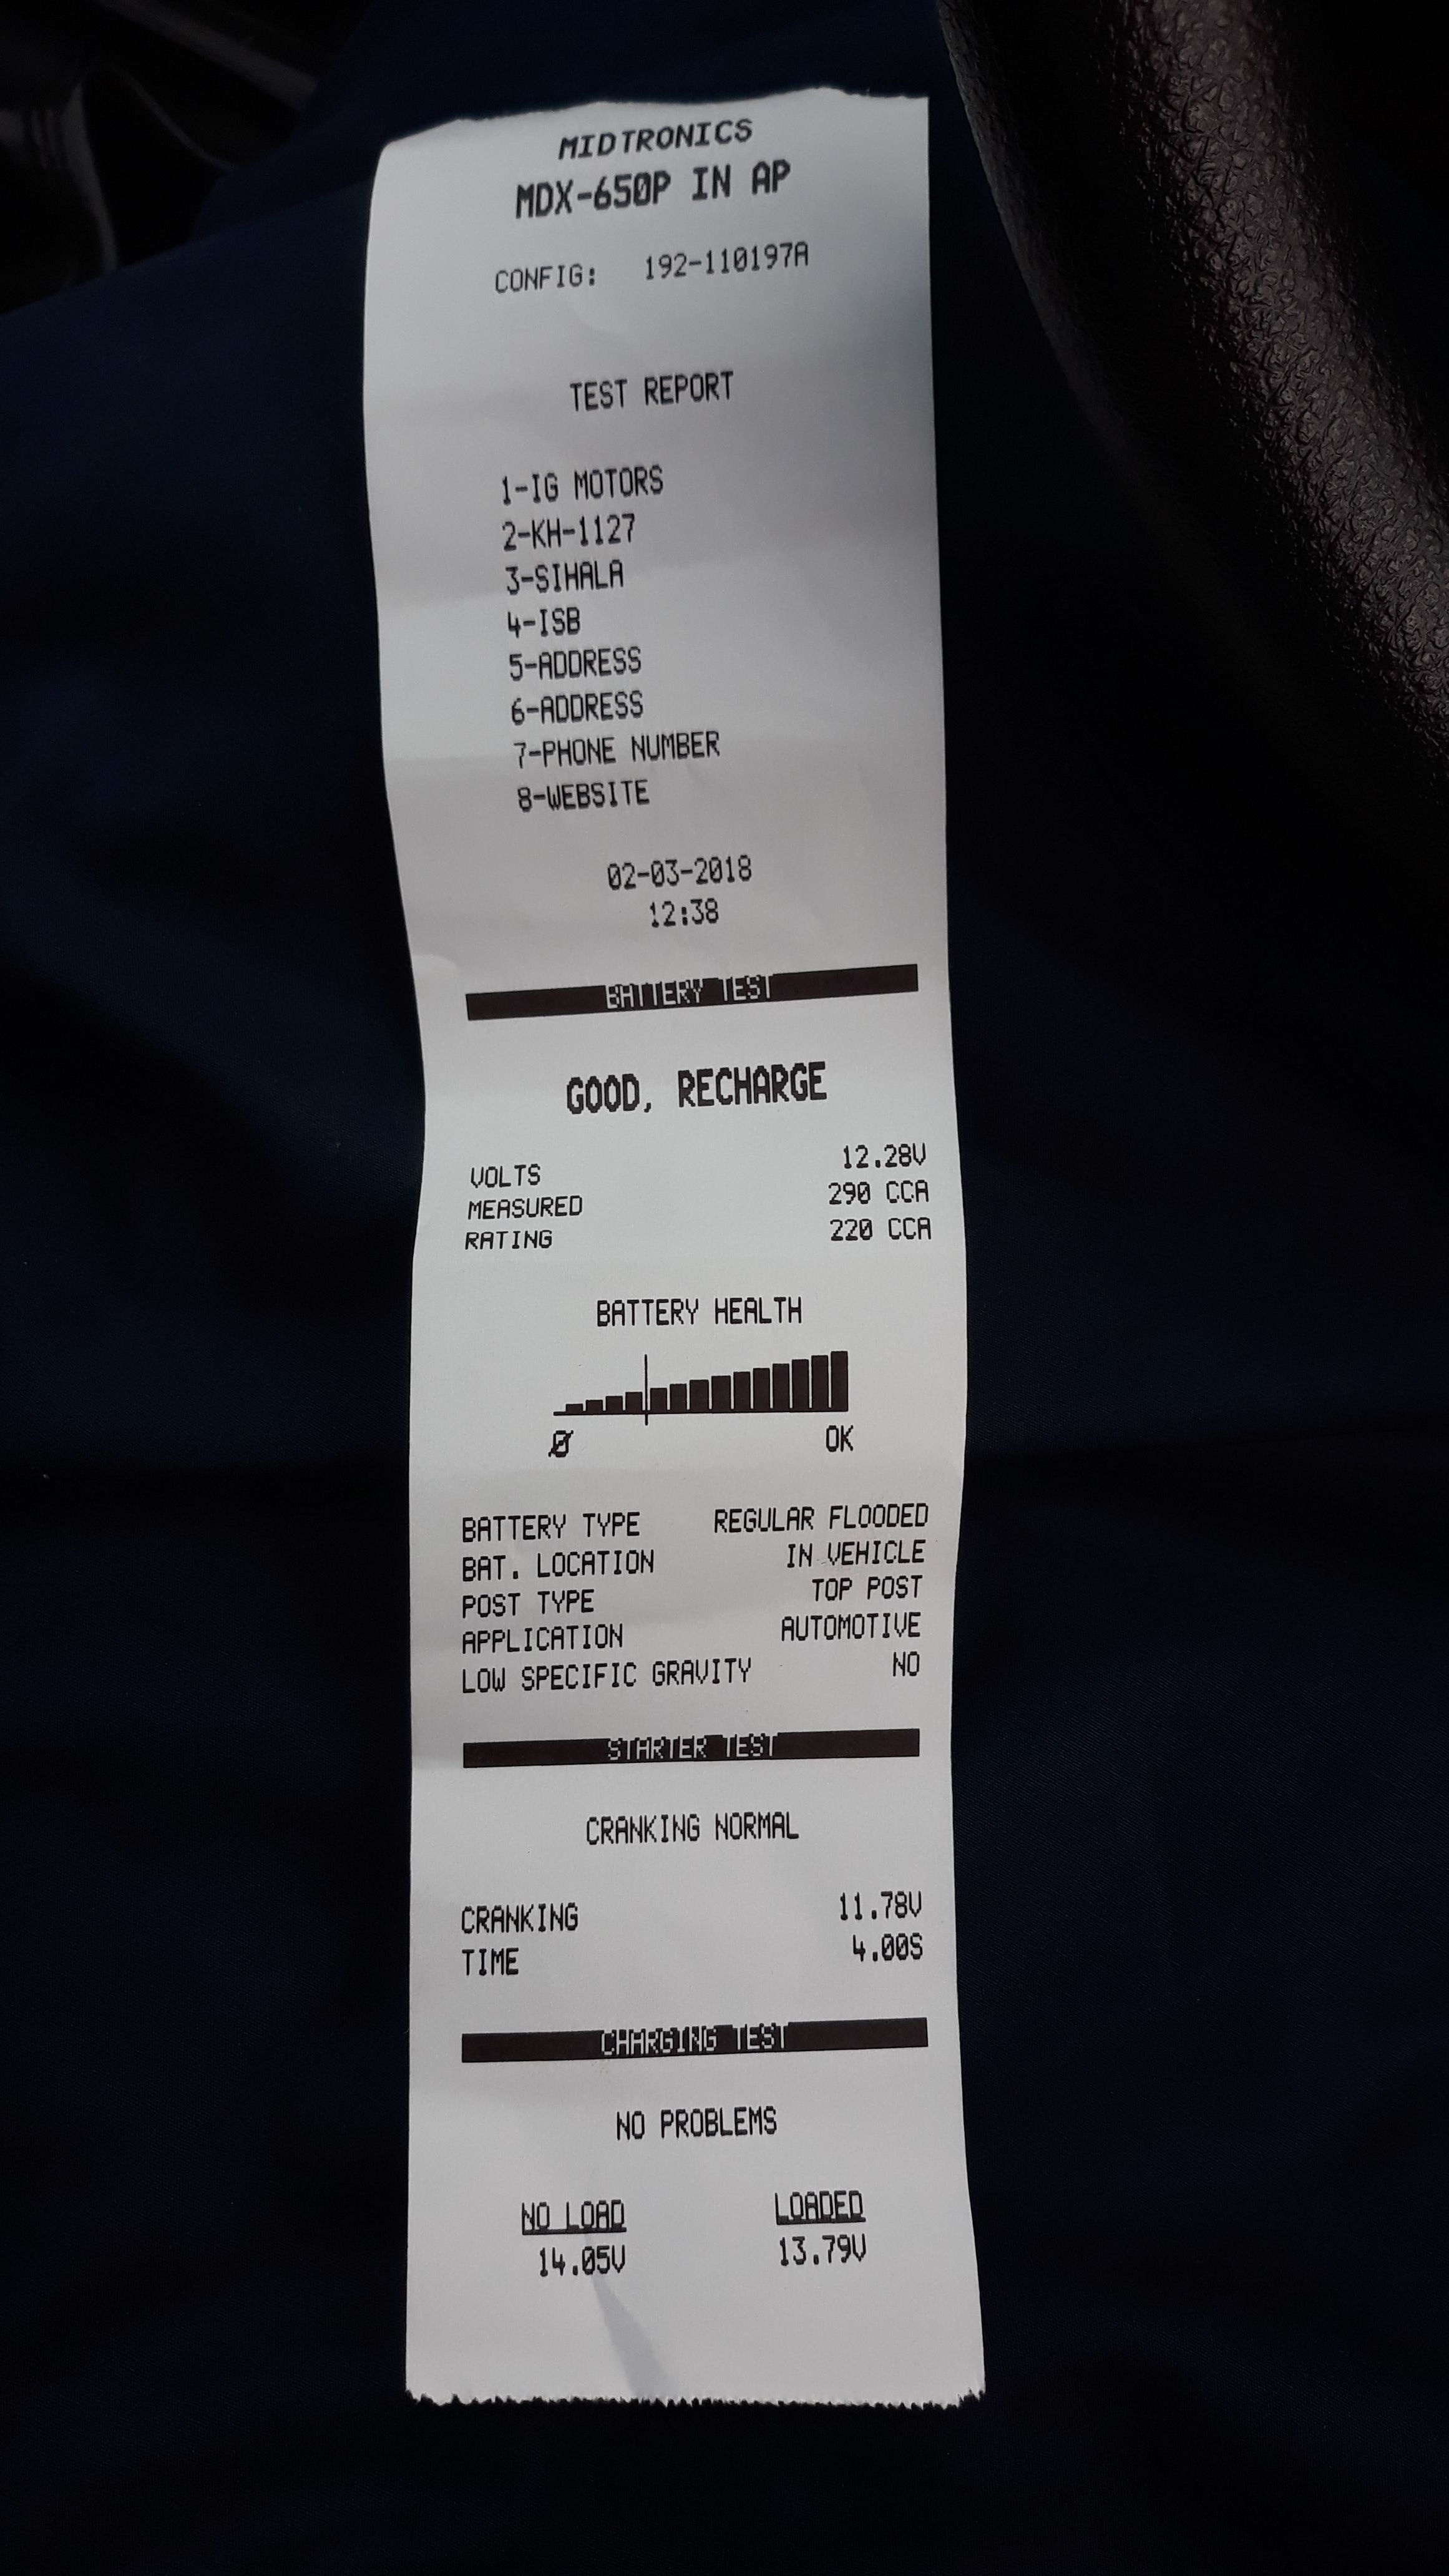 MIDTRONICS
MDX-650P IN AP
CONFIG: 192-110197A
TEST REPORT
1-IG MOTORS
2-KH-1127
3-SIHALA
4-ISB
5-ADDRESS
6-ADDRESS
7-PHONE NUMBER
8-WEBSITE
02-03-2018
12:38
BATTERY TEST
GOOD, RECHARGE
VOLTS 12.28V
MEASURED 290 CCA
RATING 220 CCA
BATTERY HEALTH
0 OK
BATTERY TYPE REGULAR FLOODED
BAT. LOCATION IN VEHICLE
POST TYPE TOP POST
APPLICATION AUTOMOTIVE
LOW SPECIFIC GRAVITY NO
STARTER TEST
CRANKING NORMAL
CRANKING 11.78V
TIME 4.00S
CHARGING TEST
NO PROBLEMS
NO LOAD LOADED
14.05V 13.79V